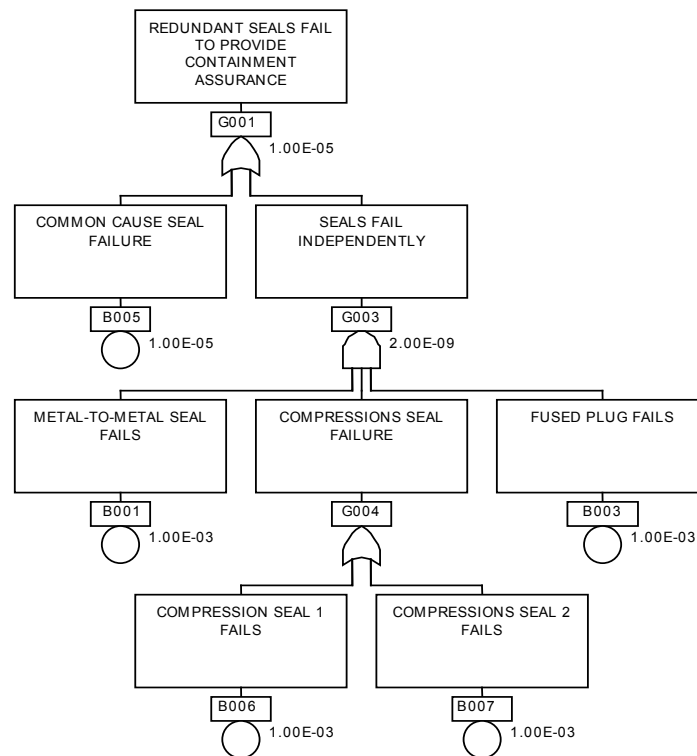 REDUNDANT SEALS FAIL
TO PROVIDE
CONTAINMENT
ASSURANCE
G001
1.00E-05
COMMON CAUSE SEAL
FAILURE
B005
1.00E-05
SEALS FAIL
INDEPENDENTLY
G003
2.00E-09
METAL-TO-METAL SEAL
FAILS
B001
1.00E-03
COMPRESSIONS SEAL
FAILURE
G004
FUSED PLUG FAILS
B003
1.00E-03
COMPRESSION SEAL 1
FAILS
B006
1.00E-03
COMPRESSIONS SEAL 2
FAILS
B007
1.00E-03